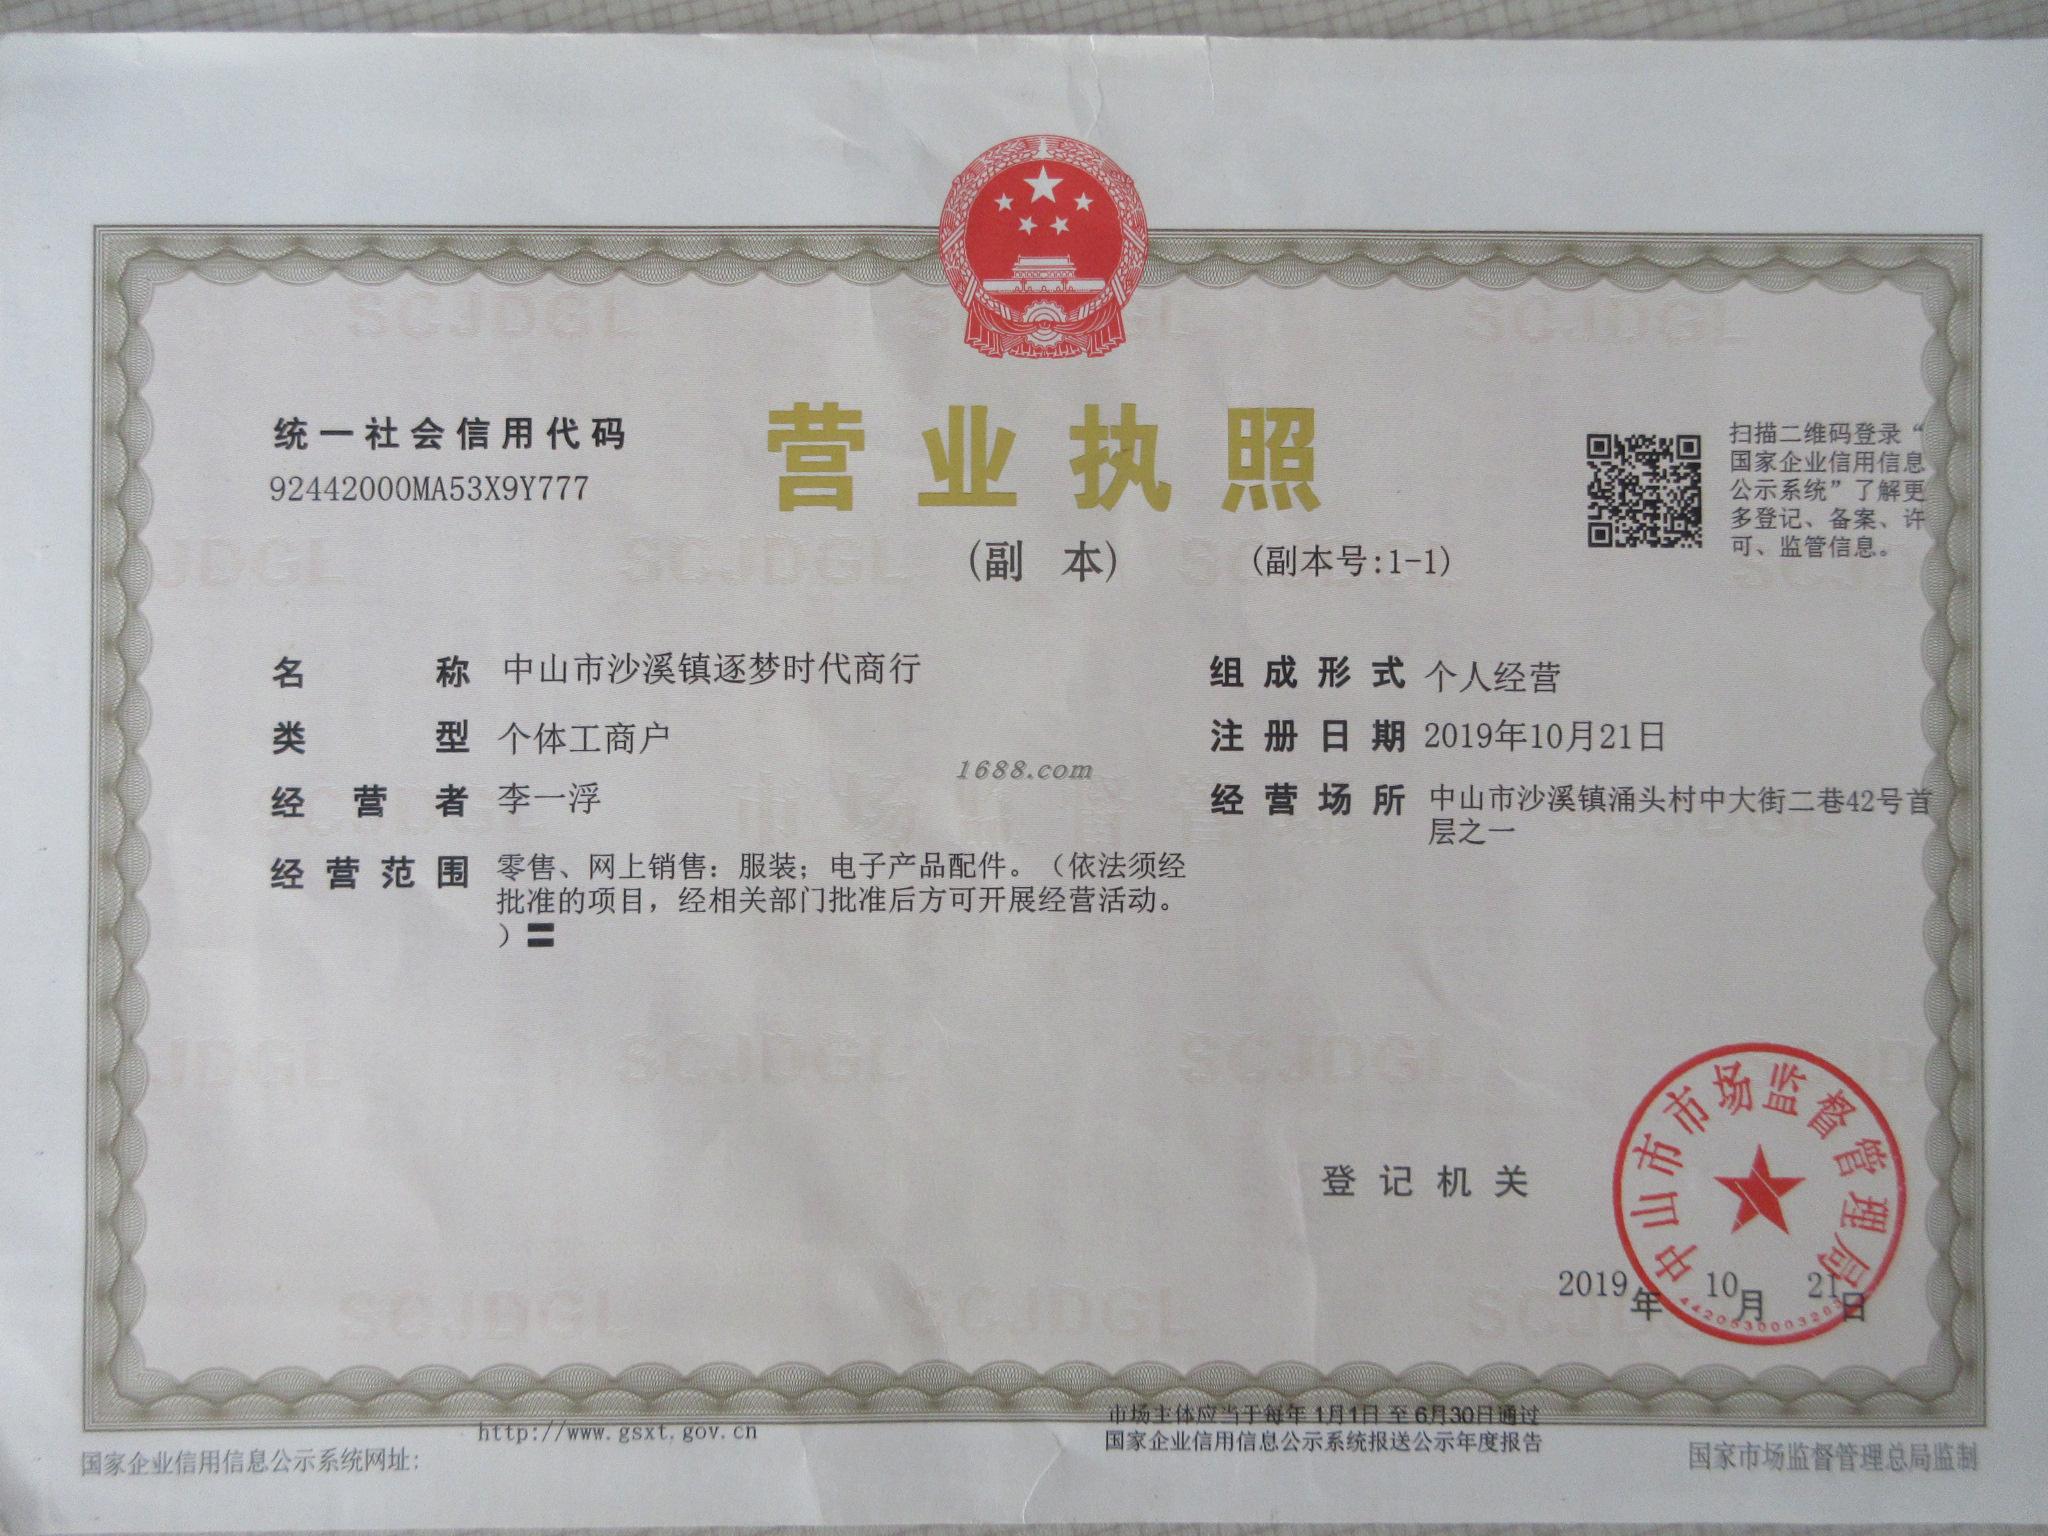 统一社会信用代码
92442000MA53X9Y777
营业执照
(副 本)
(副本号:1-1)
扫描二维码登录“
国家企业信用信息
公示系统”了解更
多登记、备案、许
可、监管信息。
名称 中山市沙溪镇逐梦时代商行
类型 个体工商户
经营者 李一浮
经营范围 零售、网上销售：服装；电子产品配件。（依法须经
批准的项目，经相关部门批准后方可开展经营活动。
）〓
组成形式 个人经营
注册日期 2019年10月21日
经营场所 中山市沙溪镇涌头村中大街二巷42号首
层之一
1688.com
登记机关
中山市市场监督管理局
2019年10月21日
http://www.gsxt.gov.cn
国家企业信用信息公示系统网址:
市场主体应当于每年1月1日至6月30日通过
国家企业信用信息公示系统报送公示年度报告
国家市场监督管理总局监制
SCJDGL